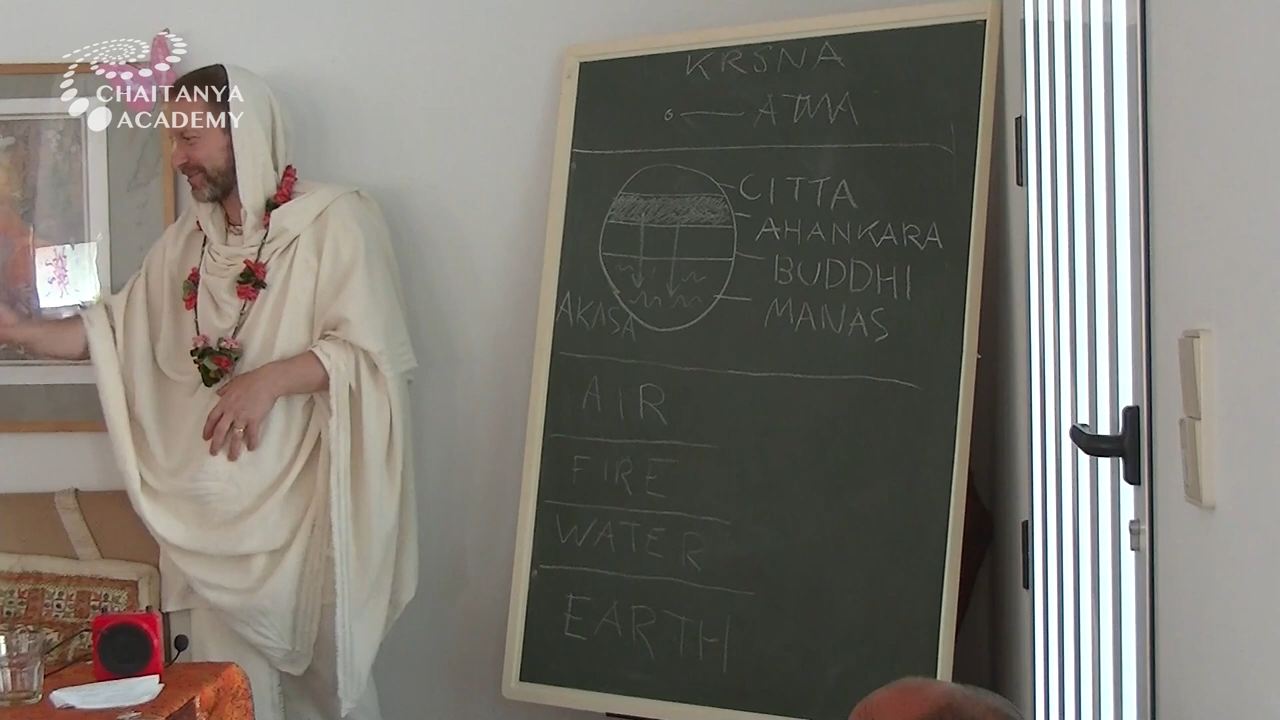 CHAITANYA
ACADEMY
KRSNA
ATMA
CITTA
AHANKARA
BUDDHI
MANAS
AKASA
AIR
FIRE
WATER
EARTH